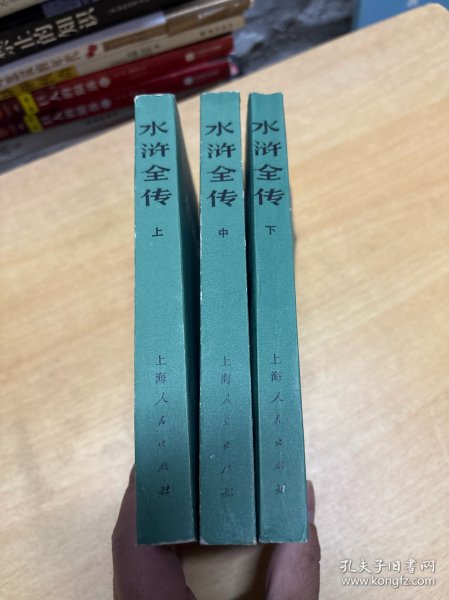 水浒全传
上
上海人民出版社
水浒全传
中
上海人民出版社
水浒全传
下
上海人民出版社
孔夫子旧书网
www.kongfz.com